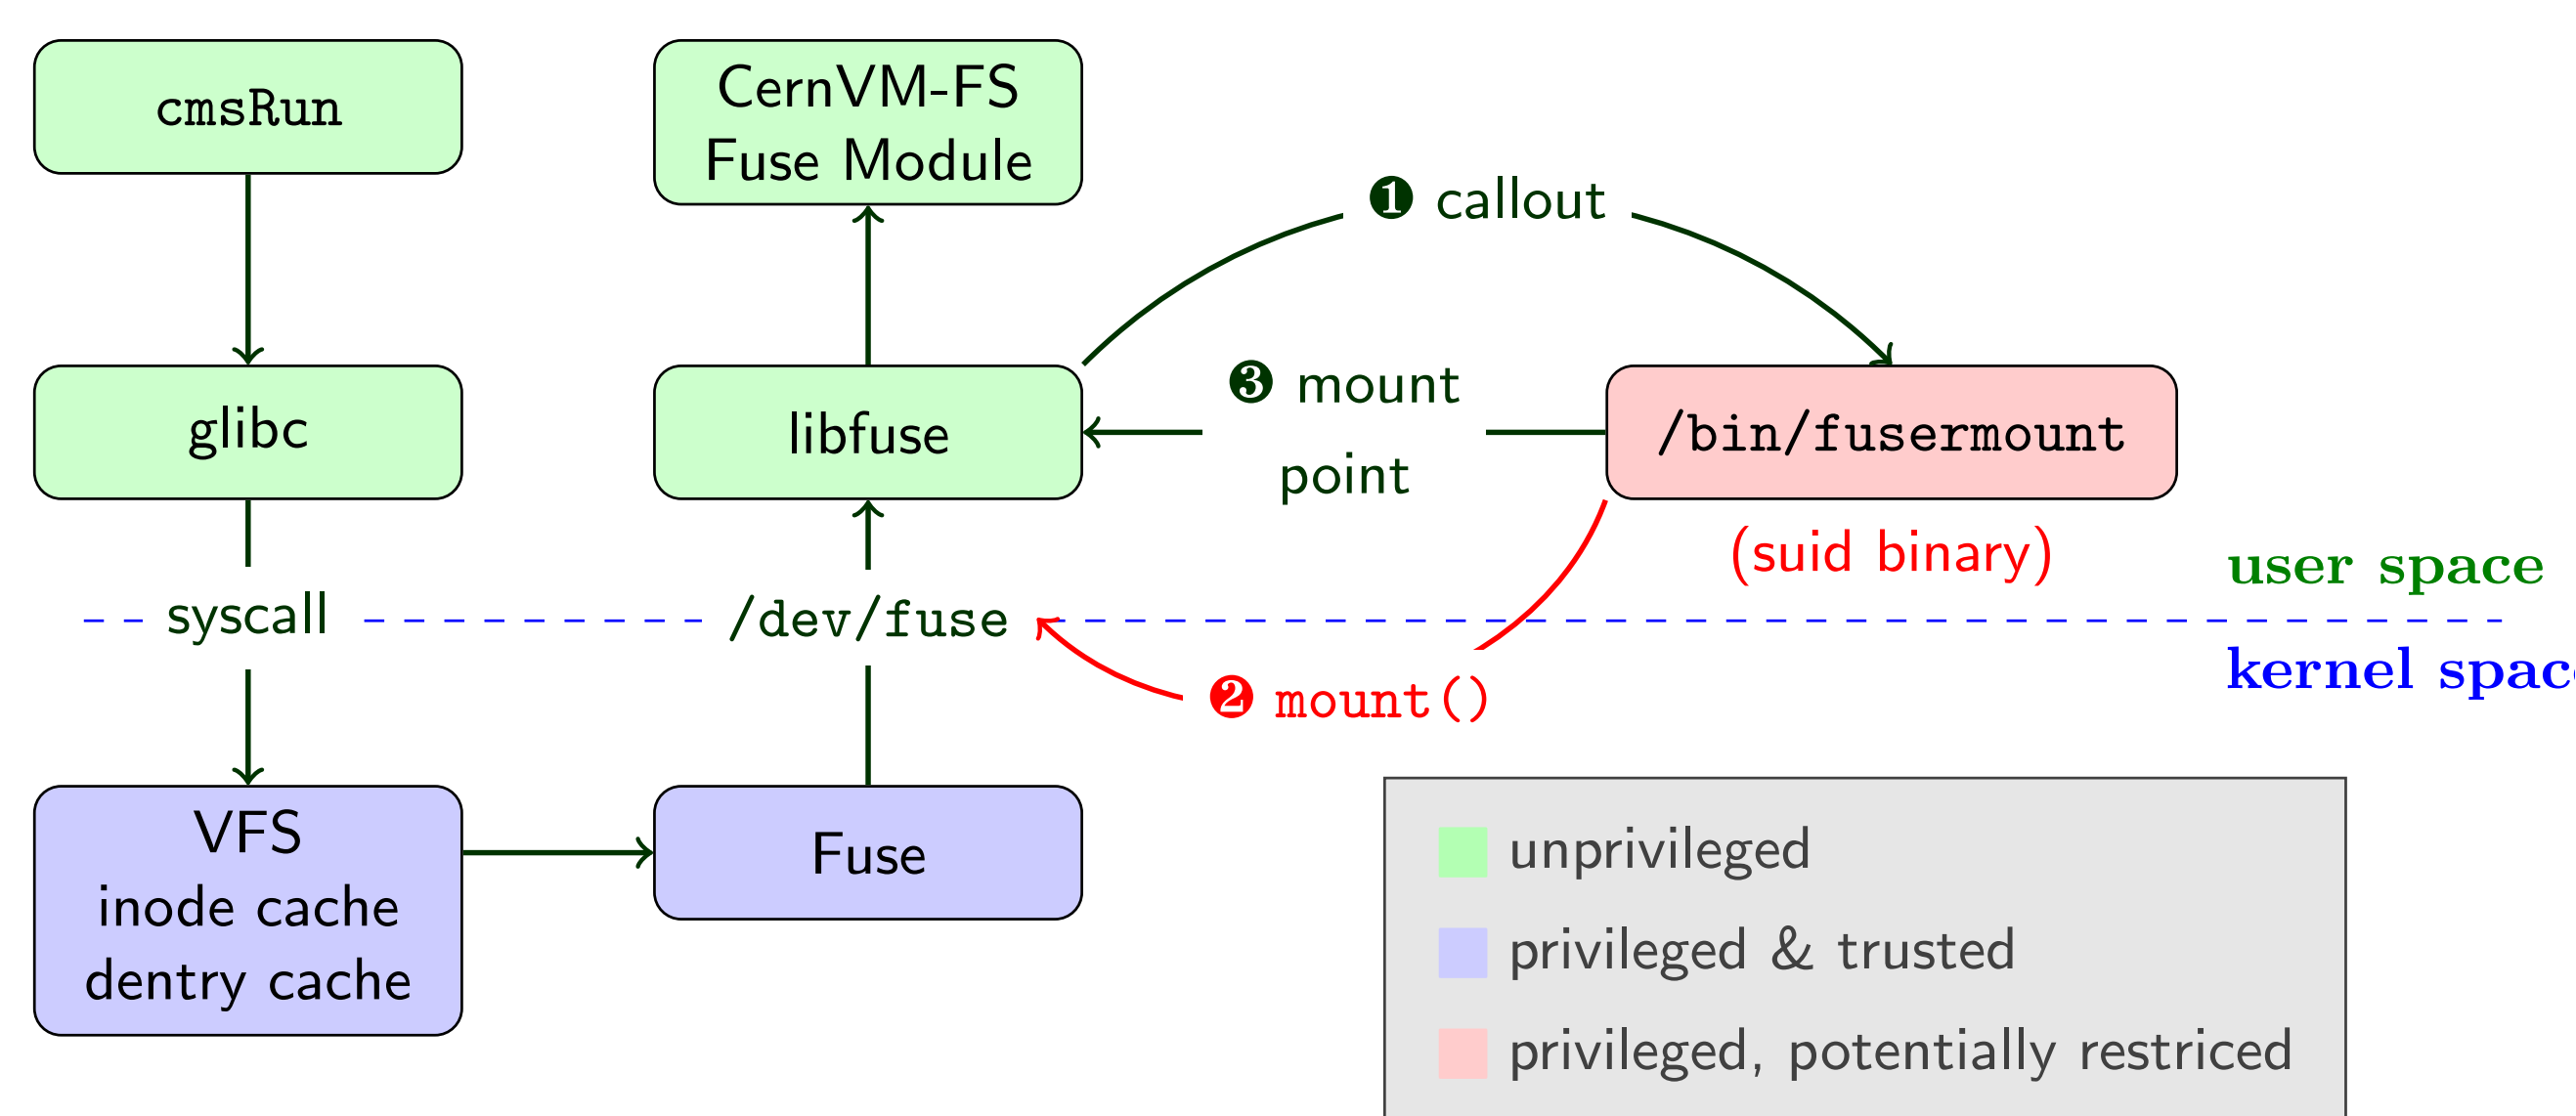 cmsRun
CernVM-FS
Fuse Module
❶ callout
glibc
libfuse
❸ mount
point
/bin/fusermount
(suid binary)
user space
syscall
/dev/fuse
kernel spac
❷ mount()
VFS
inode cache
dentry cache
Fuse
unprivileged
privileged & trusted
privileged, potentially restriced